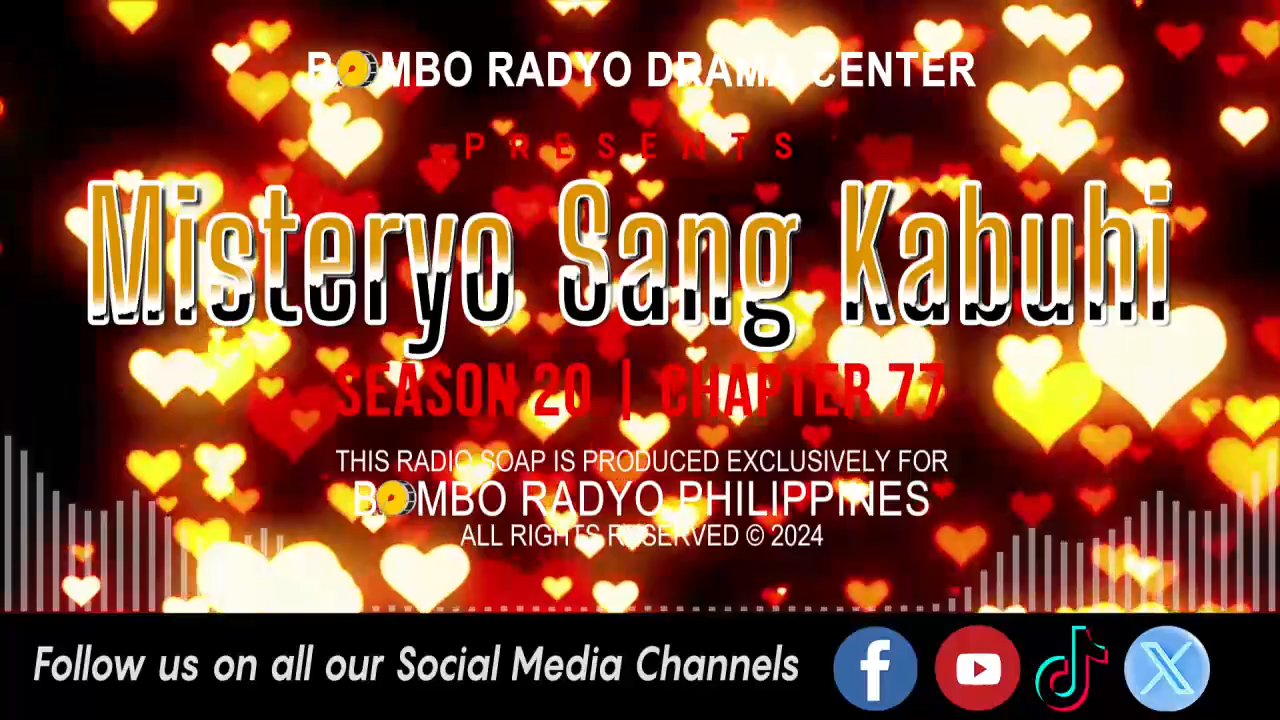 BOMBO RADYO DRAMA CENTER
PRESENTS
Misteryo Sang Kabuhi
SEASON 20 | CHAPTER 77
THIS RADIO SOAP IS PRODUCED EXCLUSIVELY FOR
BOMBO RADYO PHILIPPINES
ALL RIGHTS RESERVED © 2024
Follow us on all our Social Media Channels